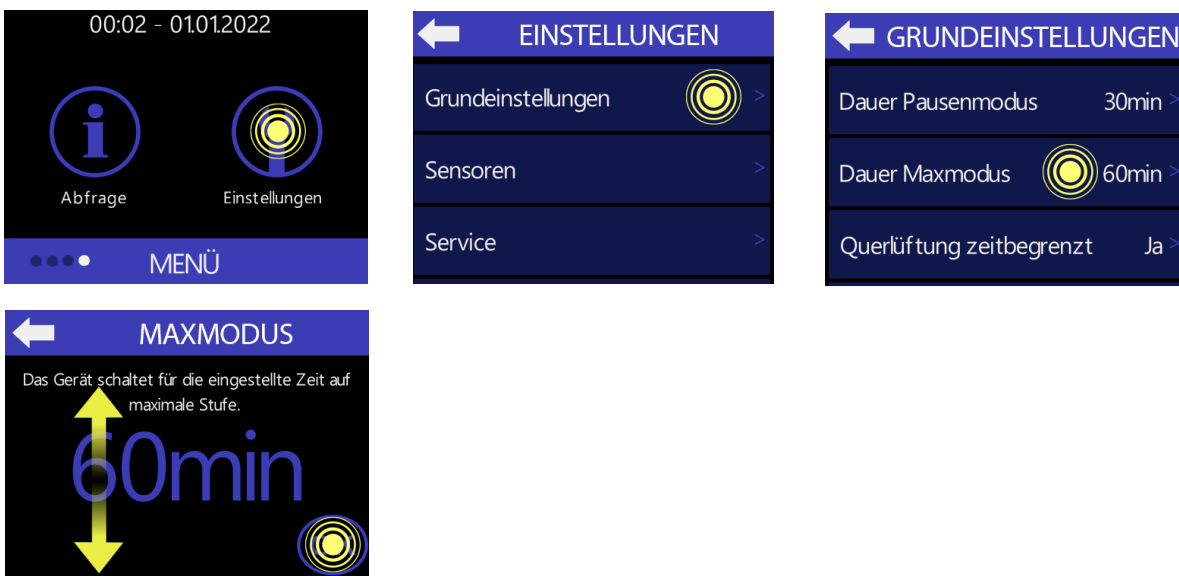 00:02 - 01.01.2022
Abfrage
Einstellungen
MENÜ
EINSTELLUNGEN
Grundeinstellungen >
Sensoren >
Service >
GRUNDEINSTELLUNGEN
Dauer Pausenmodus 30min >
Dauer Maxmodus 60min >
Querlüftung zeitbegrenzt Ja >
MAXMODUS
Das Gerät schaltet für die eingestellte Zeit auf
maximale Stufe.
60min